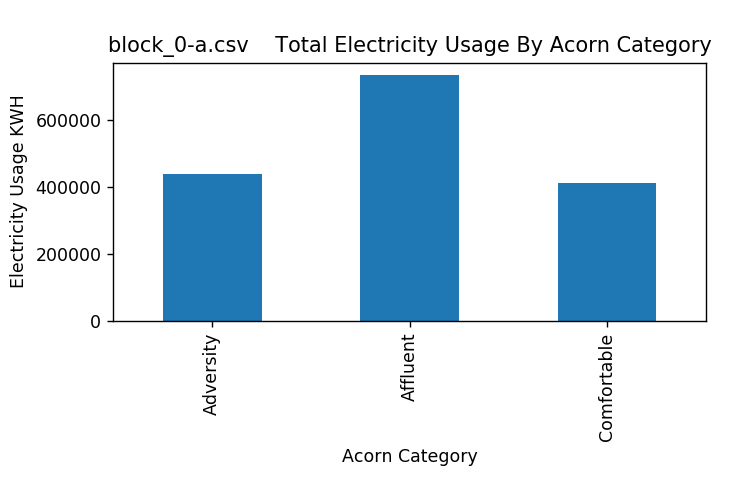 block_0-a.csv    Total Electricity Usage By Acorn Category
Electricity Usage KWH
600000
400000
200000
0
Adversity
Affluent
Comfortable
Acorn Category